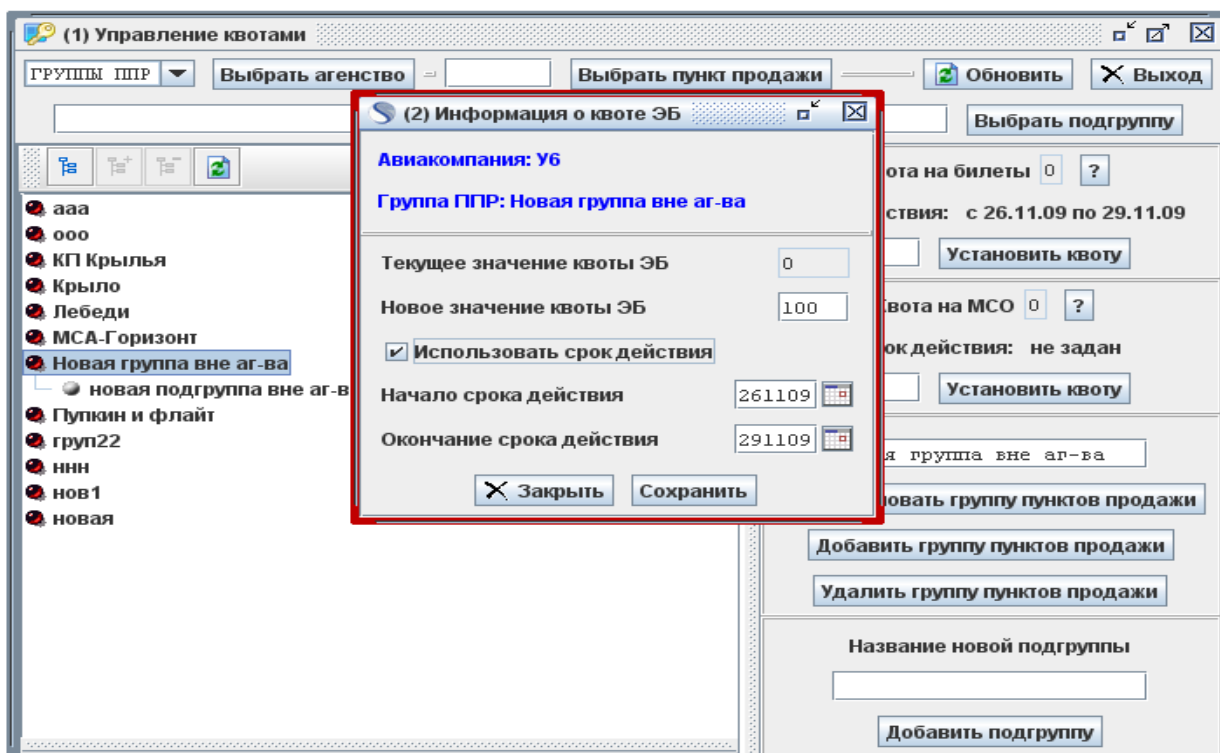 (1) Управление квотами
ГРУППЫ ППР Выбрать агенство Выбрать пункт продажи Обновить Выход
Выбрать подгруппу
(2) Информация о квоте ЭБ
Авиакомпания: У6
Группа ППР: Новая группа вне аг-ва
Текущее значение квоты ЭБ 0
Новое значение квоты ЭБ 100
Использовать срок действия
Начало срока действия 261109
Окончание срока действия 291109
Закрыть Сохранить
ааа
ооо
КП Крылья
Крыло
Лебеди
МСА-Горизонт
Новая группа вне аг-ва
новая подгруппа вне аг-в
Пупкин и флайт
груп22
ннн
нов1
новая
ота на билеты 0 ?
ствия: с 26.11.09 по 29.11.09
Установить квоту
вота на МСО 0 ?
ок действия: не задан
Установить квоту
я группа вне аг-ва
овать группу пунктов продажи
Добавить группу пунктов продажи
Удалить группу пунктов продажи
Название новой подгруппы
Добавить подгруппу